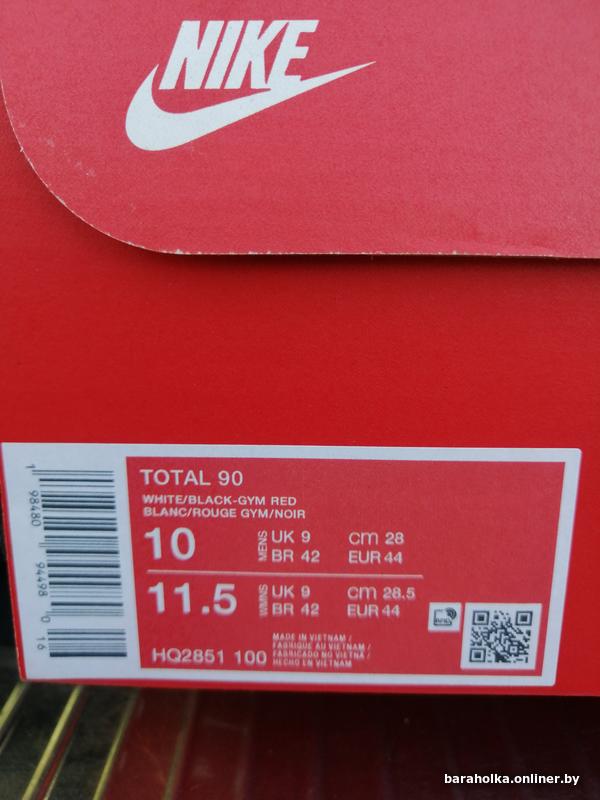 NIKE
TOTAL 90
WHITE/BLACK-GYM RED
BLANC/ROUGE GYM/NOIR
10 MENS UK 9 cm 28
BR 42 EUR 44
11.5 WMNS UK 9 cm 28.5
BR 42 EUR 44
HQ2851 100
MADE IN VIETNAM /
FABRIQUE AU VIETNAM /
FABRICADO NO VIETNÃ /
HECHO EN VIETNAM
1 98480 94498 0 16
baraholka.onliner.by